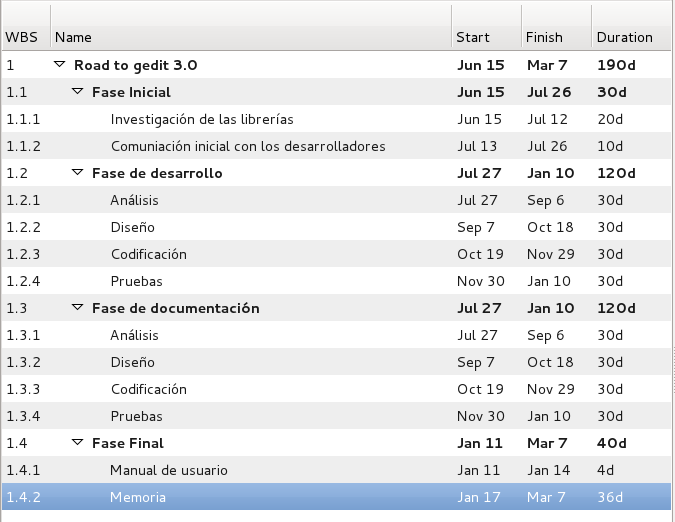 WBS Name Start Finish Duration
1 Road to gedit 3.0 Jun 15 Mar 7 190d
1.1 Fase Inicial Jun 15 Jul 26 30d
1.1.1 Investigación de las librerías Jun 15 Jul 12 20d
1.1.2 Comuniación inicial con los desarrolladores Jul 13 Jul 26 10d
1.2 Fase de desarrollo Jul 27 Jan 10 120d
1.2.1 Análisis Jul 27 Sep 6 30d
1.2.2 Diseño Sep 7 Oct 18 30d
1.2.3 Codificación Oct 19 Nov 29 30d
1.2.4 Pruebas Nov 30 Jan 10 30d
1.3 Fase de documentación Jul 27 Jan 10 120d
1.3.1 Análisis Jul 27 Sep 6 30d
1.3.2 Diseño Sep 7 Oct 18 30d
1.3.3 Codificación Oct 19 Nov 29 30d
1.3.4 Pruebas Nov 30 Jan 10 30d
1.4 Fase Final Jan 11 Mar 7 40d
1.4.1 Manual de usuario Jan 11 Jan 14 4d
1.4.2 Memoria Jan 17 Mar 7 36d